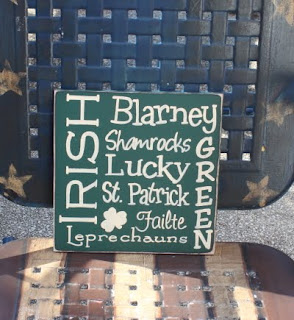 IRISH
Blarney
Shamrocks
Lucky
St. Patrick
Failte
Leprechauns
GREEN